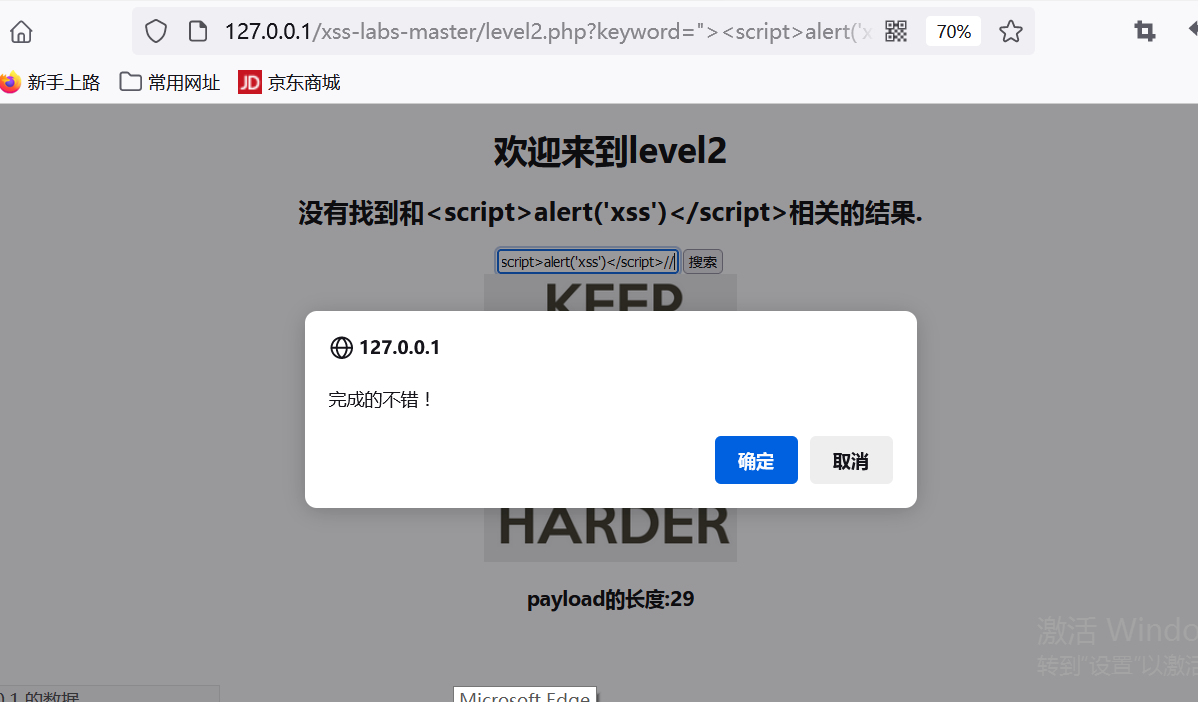 127.0.0.1/xss-labs-master/level2.php?keyword="><script>alert('x
70%
新手上路
常用网址
JD 京东商城
欢迎来到level2
没有找到和<script>alert('xss')</script>相关的结果.
script>alert('xss')</script>//
搜索
KEEP
127.0.0.1
完成的不错！
确定
取消
HARDER
payload的长度:29
激活 Windo
转到"设置"以激活
0.1 的数据
Microsoft Edge